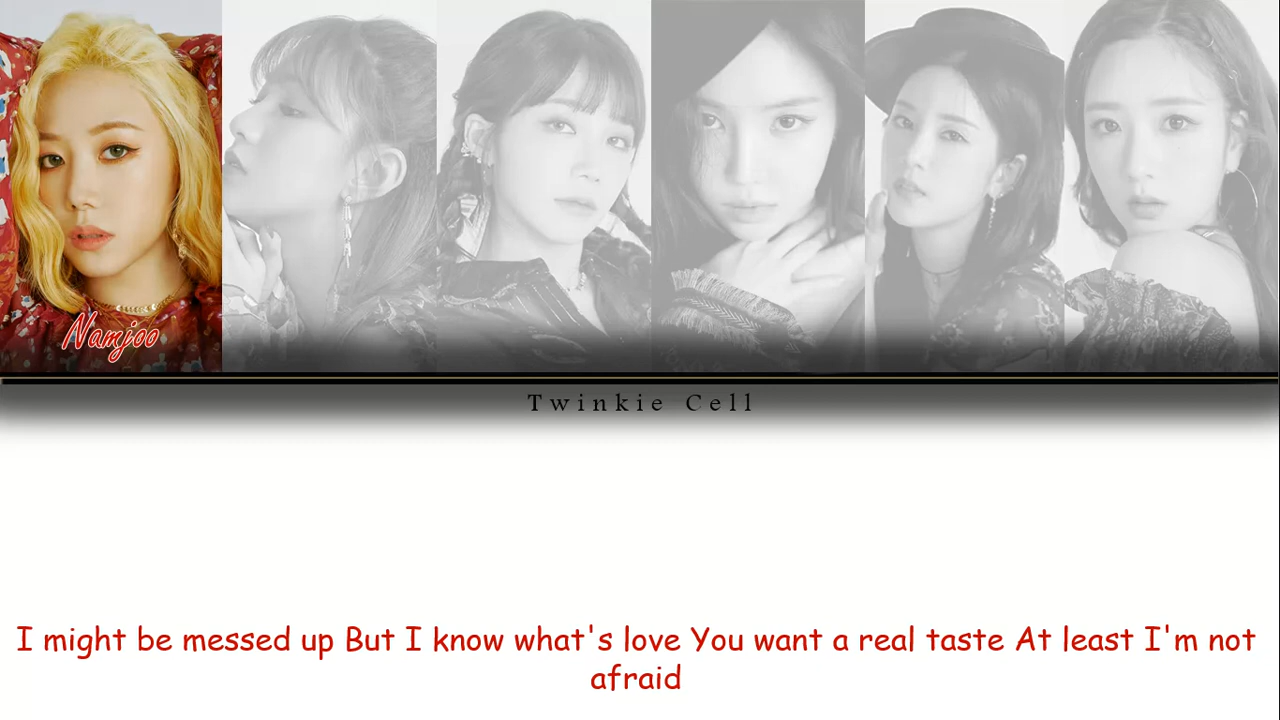 Namjoo
Twinkie Cell
I might be messed up But I know what's love You want a real taste At least I'm not
afraid